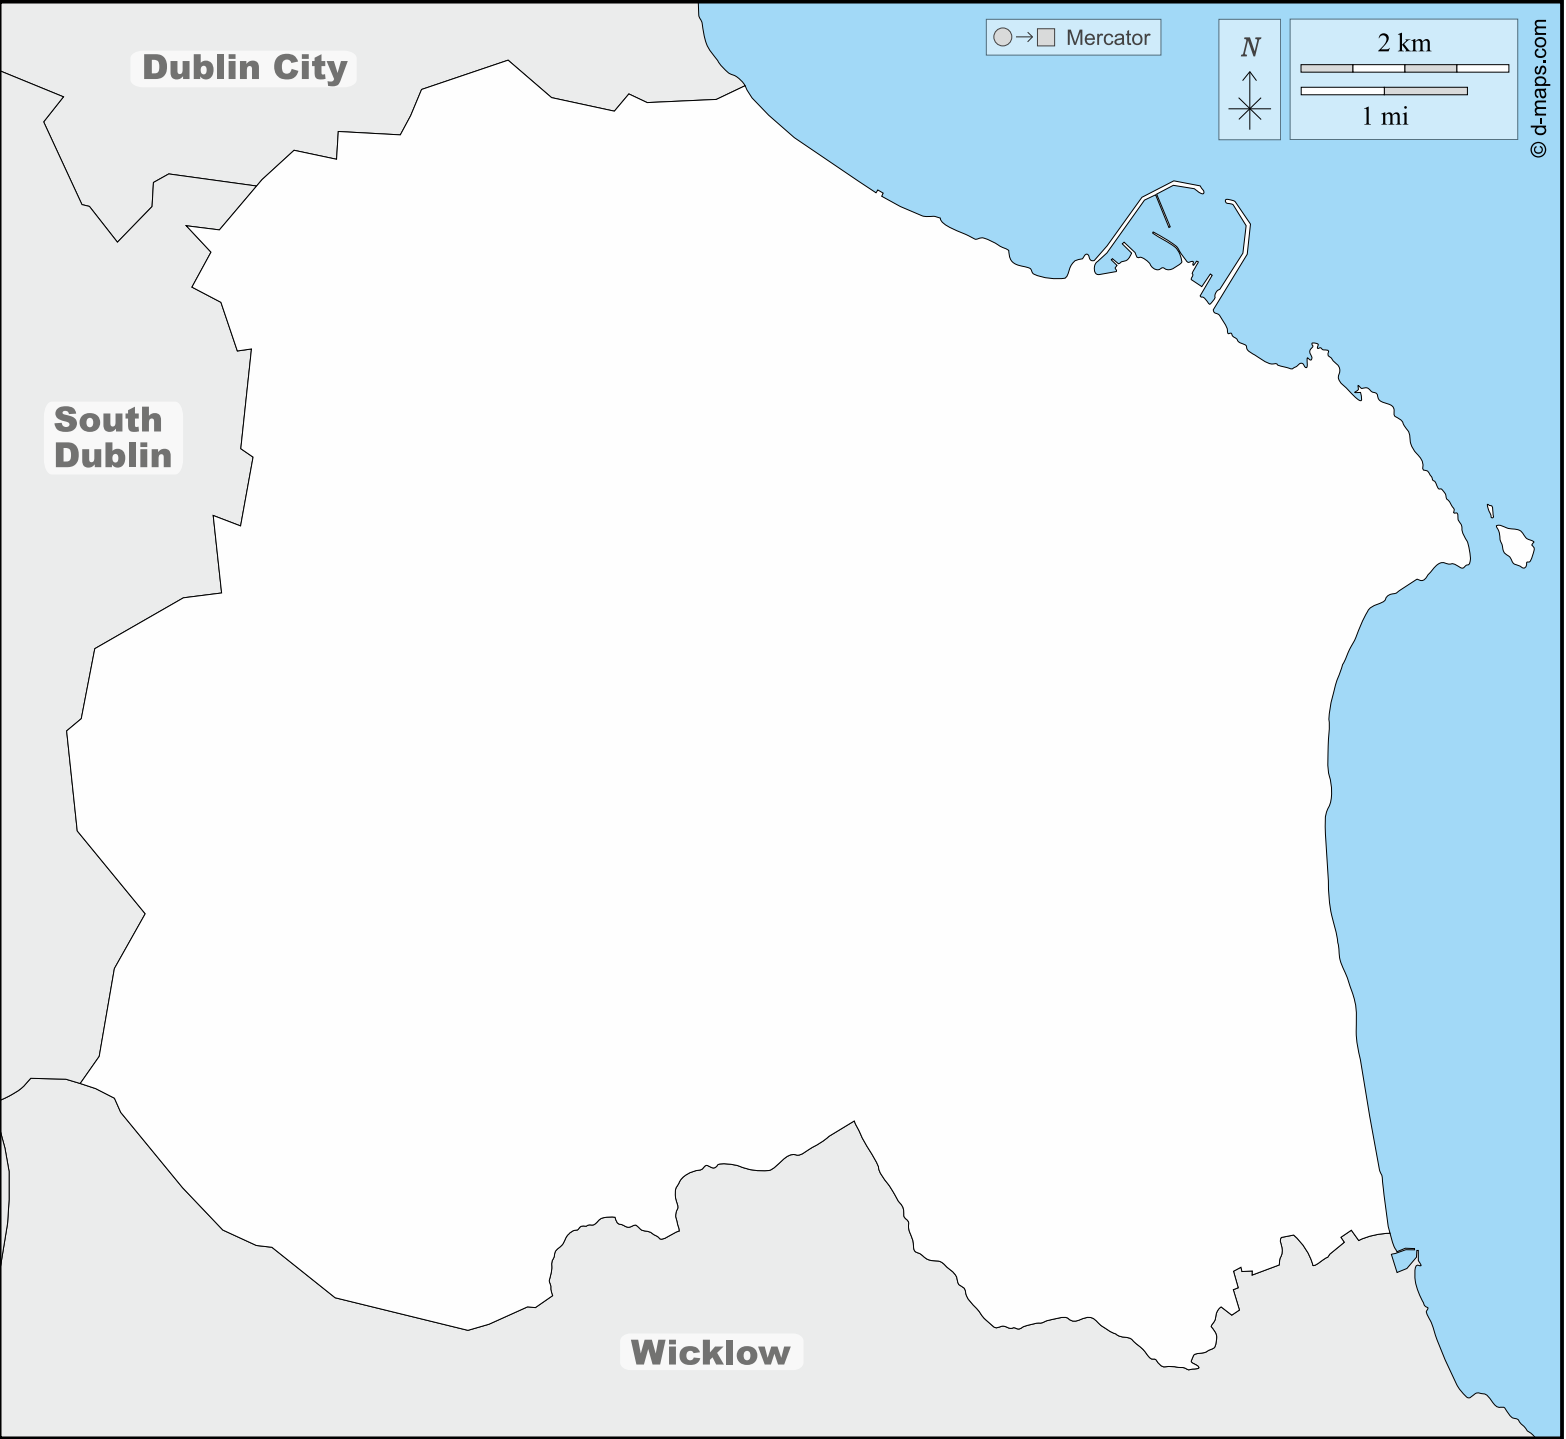 Dublin City
Mercator
N
2 km
1 mi
© d-maps.com
South
Dublin
Wicklow